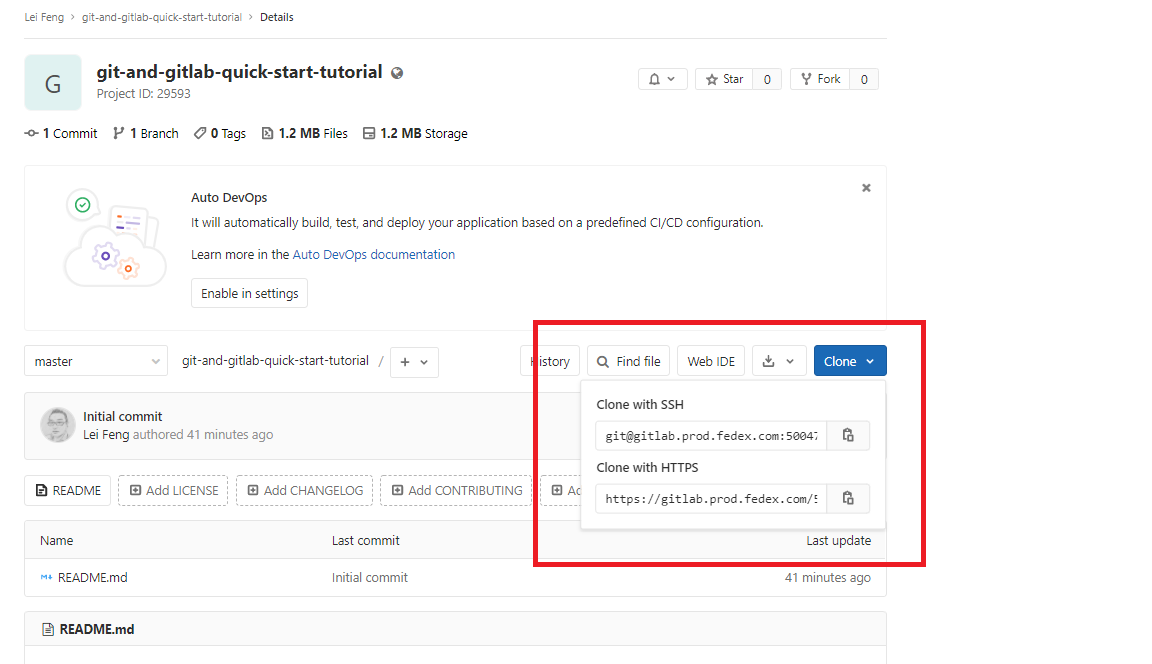 Lei Feng > git-and-gitlab-quick-start-tutorial > Details
G
git-and-gitlab-quick-start-tutorial
Project ID: 29593
Star 0 Fork 0
1 Commit 1 Branch 0 Tags 1.2 MB Files 1.2 MB Storage
Auto DevOps
It will automatically build, test, and deploy your application based on a predefined CI/CD configuration.
Learn more in the Auto DevOps documentation
Enable in settings
master git-and-gitlab-quick-start-tutorial / + History Find file Web IDE Clone
Initial commit
Lei Feng authored 41 minutes ago
Clone with SSH
git@gitlab.prod.fedex.com:50047
Clone with HTTPS
https://gitlab.prod.fedex.com/5
README Add LICENSE Add CHANGELOG Add CONTRIBUTING
Name Last commit Last update
M↓ README.md Initial commit 41 minutes ago
README.md